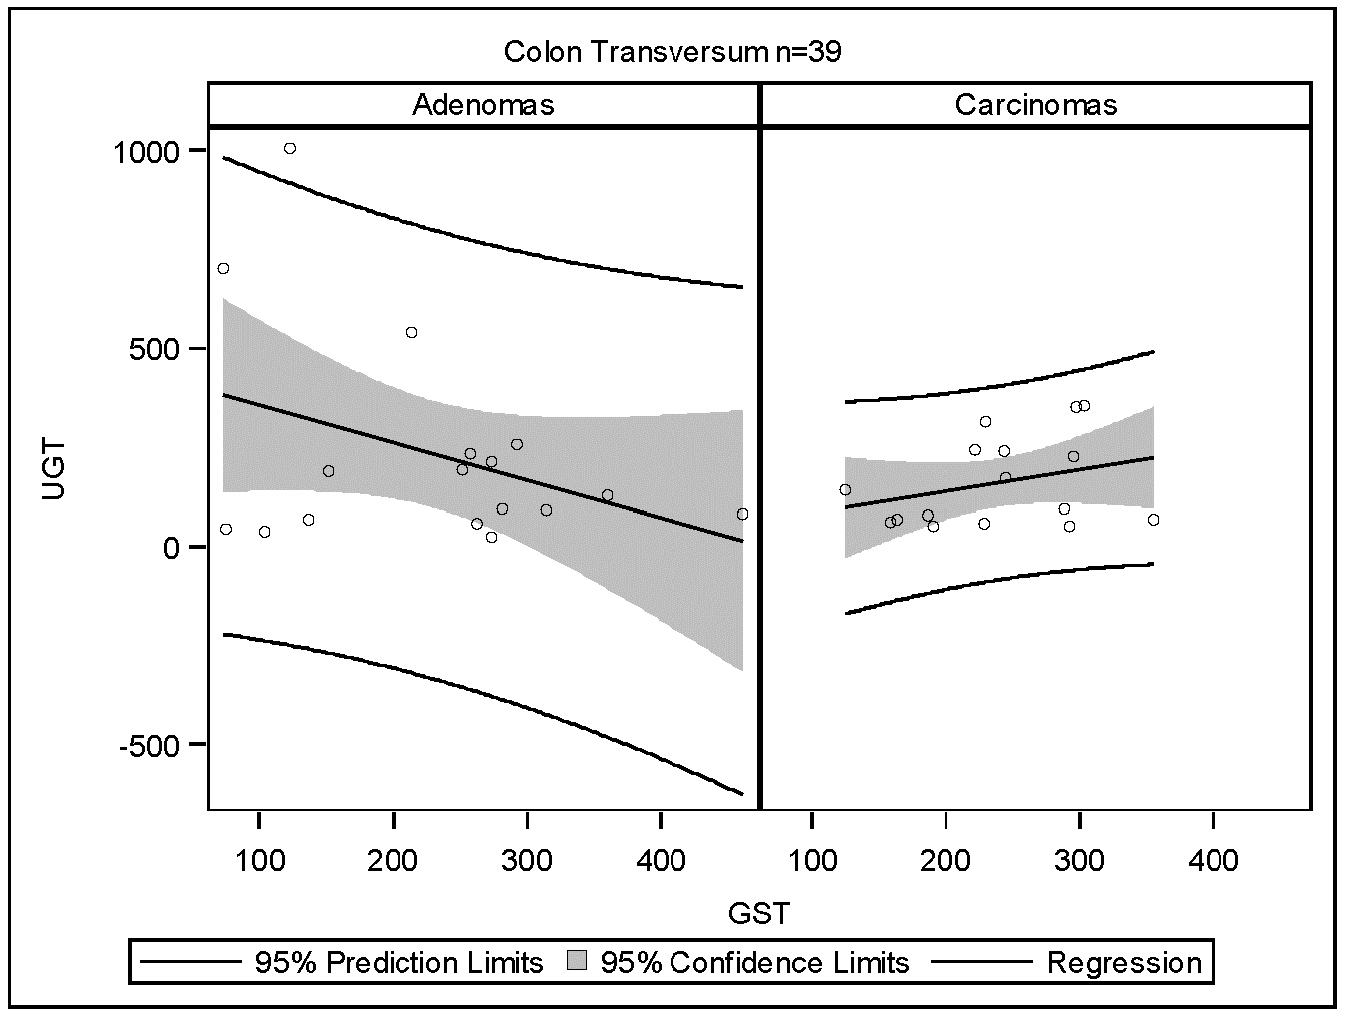 Colon Transversum n=39
Adenomas Carcinomas
1000
500
0
-500
UGT
100 200 300 400 100 200 300 400
GST
95% Prediction Limits 95% Confidence Limits Regression